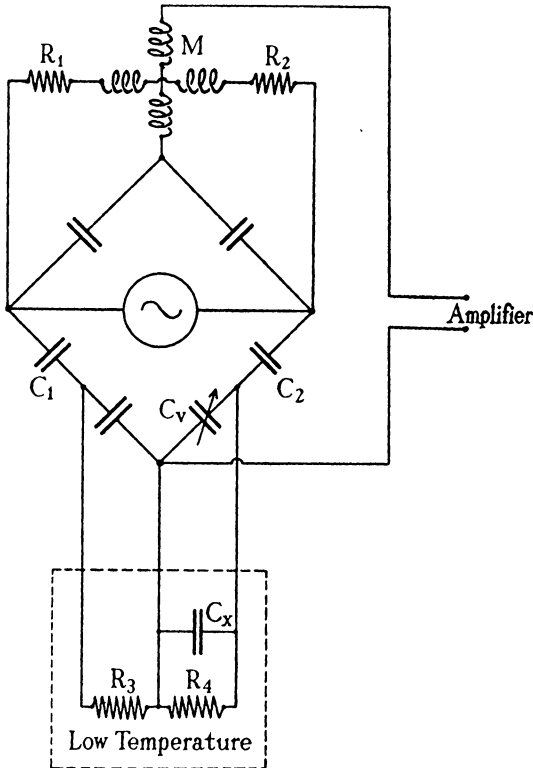 M
R₁
R₂
Amplifier
C₁
C₂
Cᵥ
Cₓ
R₃
R₄
Low Temperature